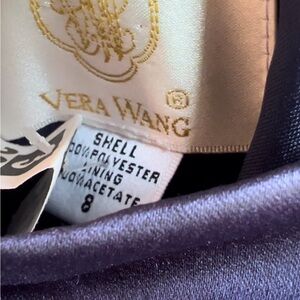 VERA WANG ®
SHELL
100% POLYESTER
LINING
100% ACETATE
8